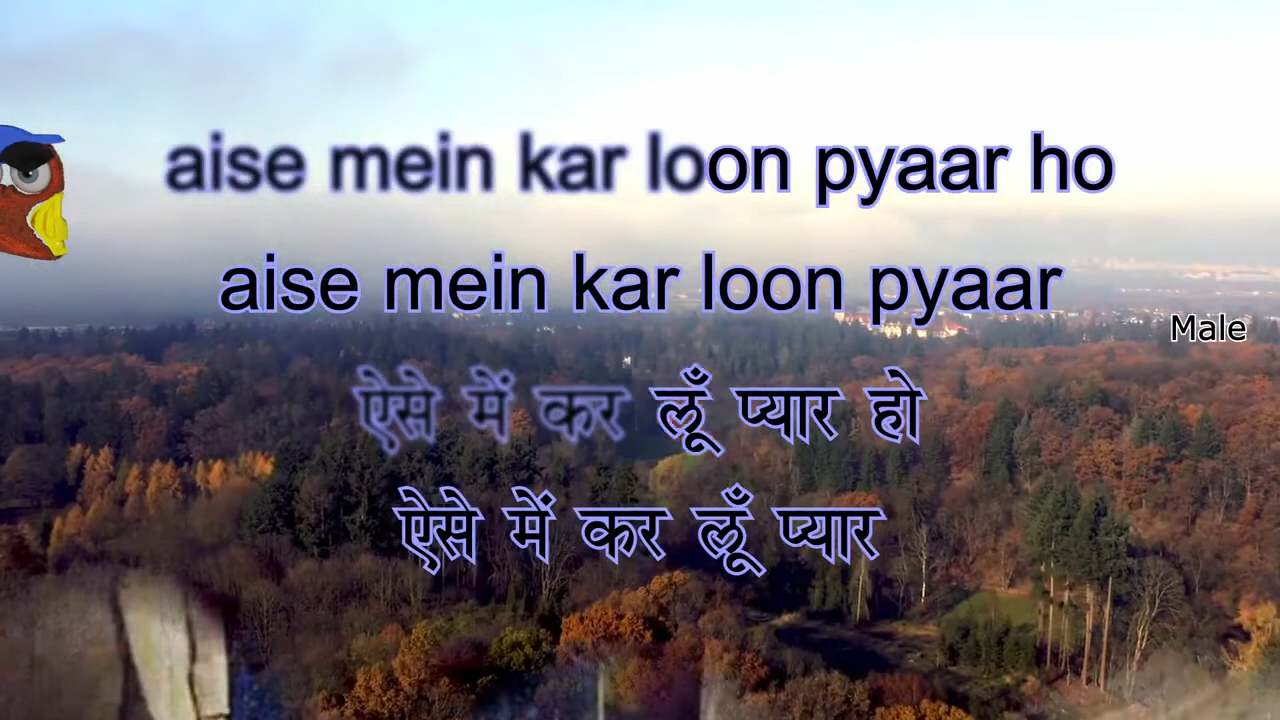 aise mein kar loon pyaar ho
aise mein kar loon pyaar
Male
ऐसे में कर लूँ प्यार हो
ऐसे में कर लूँ प्यार